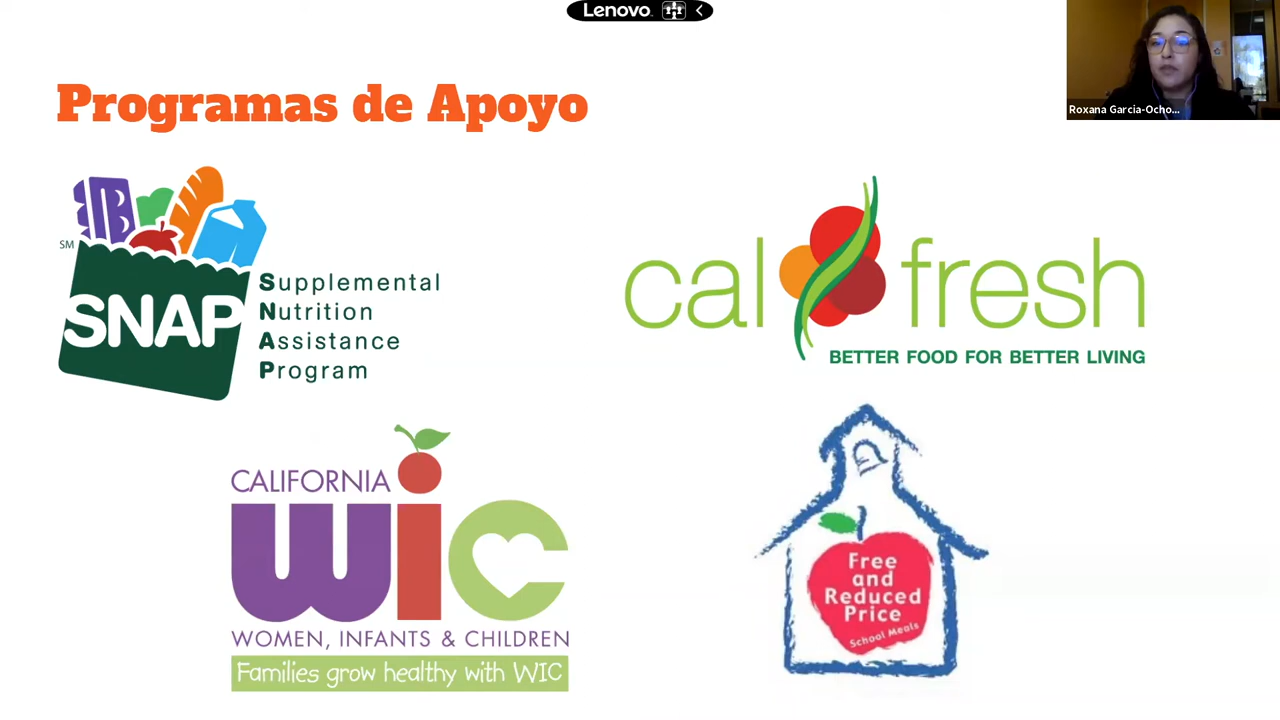 Lenovo
Roxana Garcia-Ocho...
Programas de Apoyo
SM
SNAP
Supplemental
Nutrition
Assistance
Program
cal fresh
BETTER FOOD FOR BETTER LIVING
CALIFORNIA
wic
WOMEN, INFANTS & CHILDREN
Families grow healthy with WIC
Free
and
Reduced
Price
School Meals